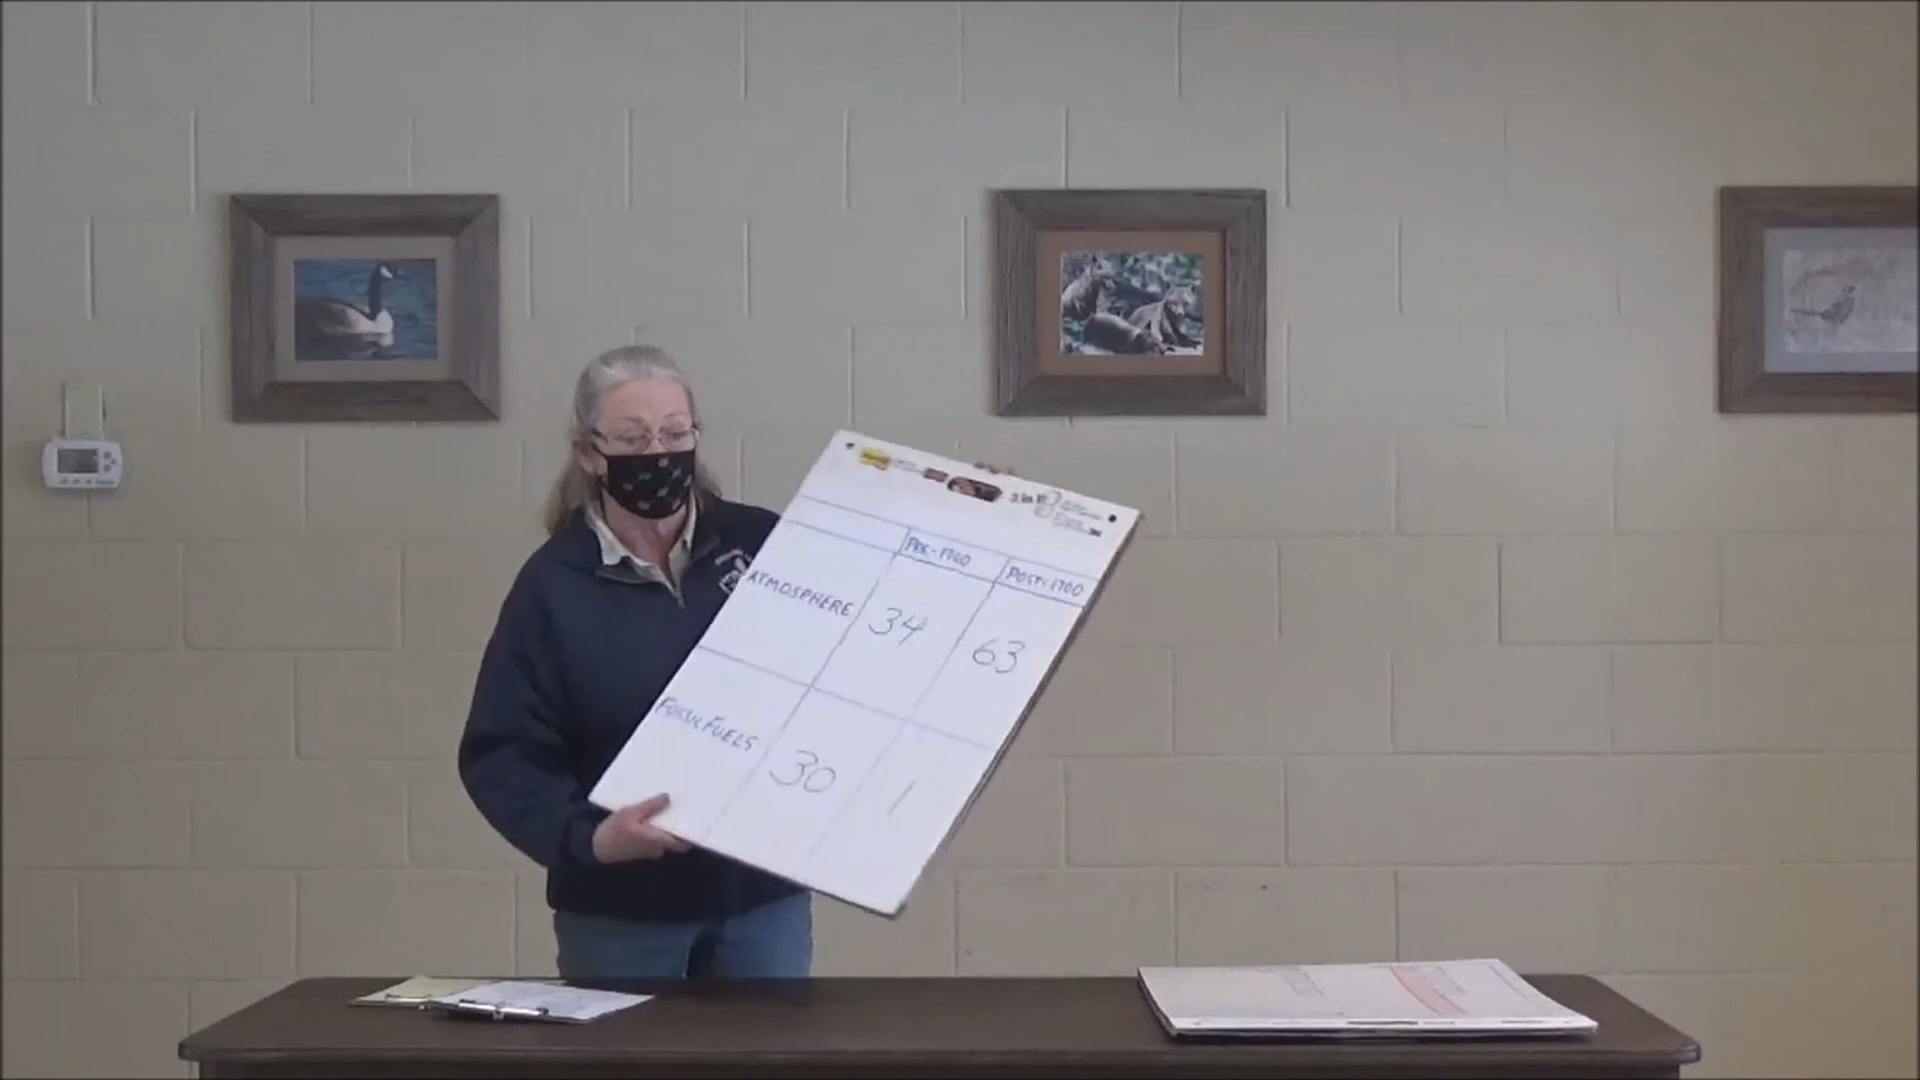 PRE-1700
POST-1700
ATMOSPHERE
34
63
FOSSIL FUELS
30
1